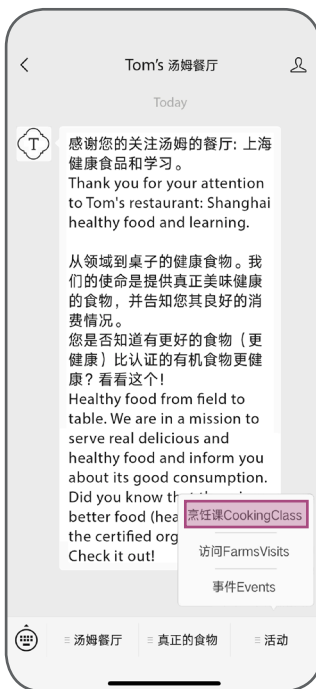 Tom's 汤姆餐厅
Today
T
感谢您的关注汤姆的餐厅: 上海
健康食品和学习。
Thank you for your attention
to Tom's restaurant: Shanghai
healthy food and learning.
从领域到桌子的健康食物。我
们的使命是提供真正美味健康
的食物，并告知您其良好的消
费情况。
您是否知道有更好的食物（更
健康）比认证的有机食物更健
康？看看这个!
Healthy food from field to
table. We are in a mission to
serve real delicious and
healthy food and inform you
about its good consumption.
Did you know
better food
the certified
Check it out!
烹饪课CookingClass
访问FarmsVisits
事件Events
汤姆餐厅
真正的食物
活动